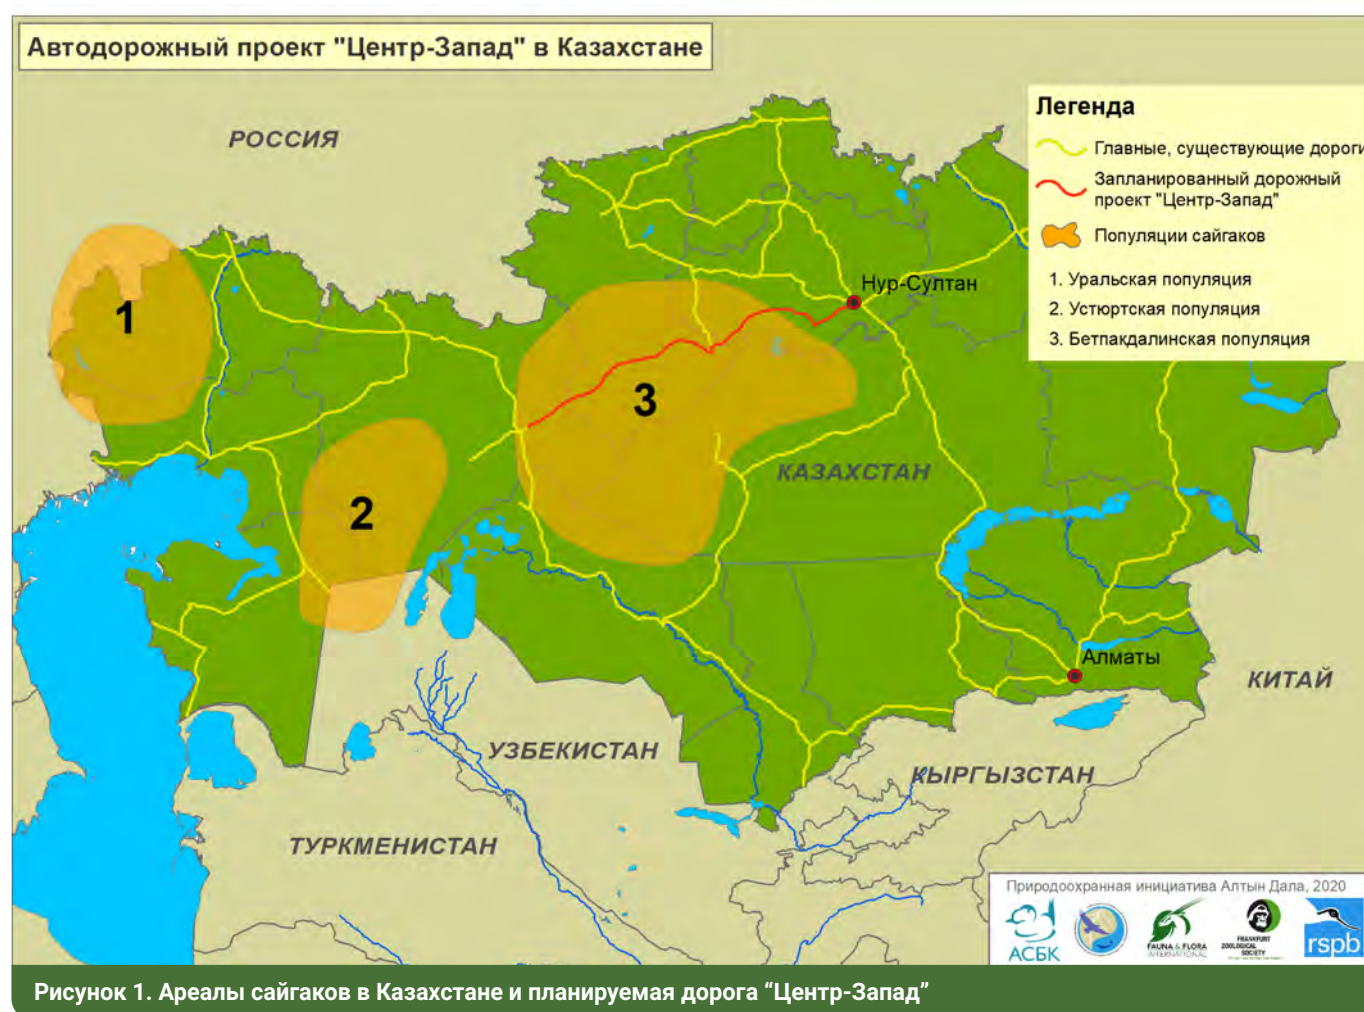 Автодорожный проект "Центр-Запад" в Казахстане
РОССИЯ
Легенда
Главные, существующие дороги
Запланированный дорожный
проект "Центр-Запад"
Популяции сайгаков
1. Уральская популяция
2. Устюртская популяция
3. Бетпакдалинская популяция
Нур-Султан
1
3
2
КАЗАХСТАН
Алматы
КИТАЙ
УЗБЕКИСТАН
КЫРГЫЗСТАН
ТУРКМЕНИСТАН
Природоохранная инициатива Алтын Дала, 2020
АСБК
FAUNA & FLORA
INTERNATIONAL
FRANKFURT
ZOOLOGICAL
SOCIETY
rspb
Рисунок 1. Ареалы сайгаков в Казахстане и планируемая дорога “Центр-Запад”